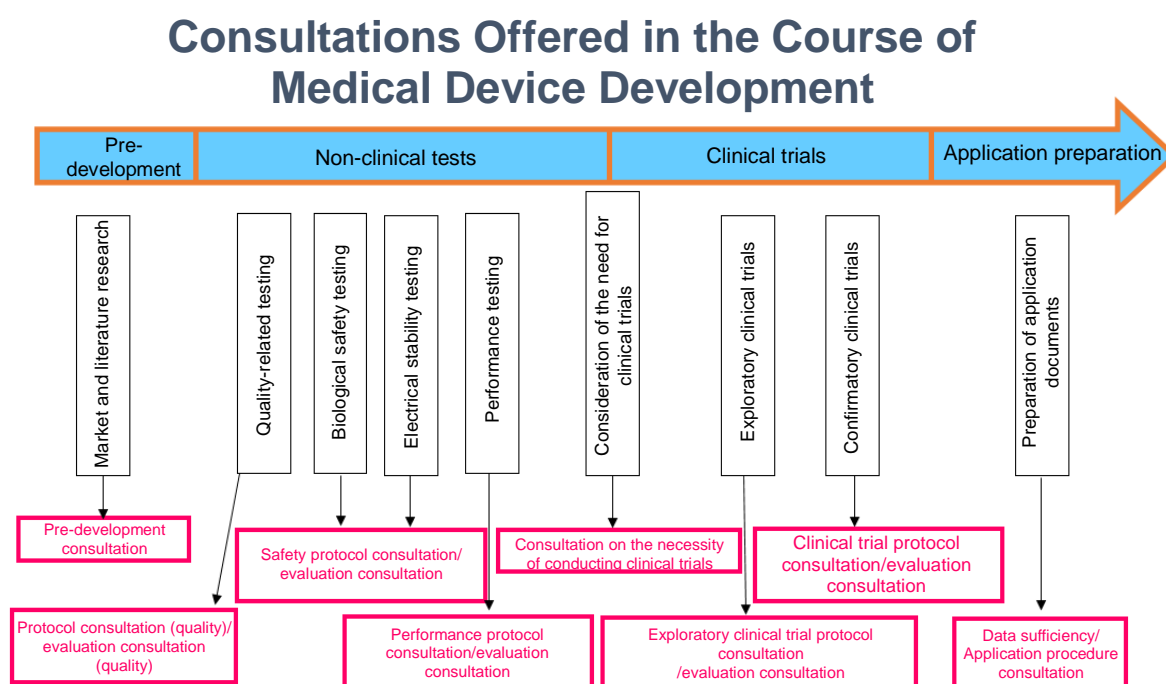 Consultations Offered in the Course of
Medical Device Development
Pre-
development
Non-clinical tests
Clinical trials
Application preparation
Market and literature research
Quality-related testing
Biological safety testing
Electrical stability testing
Performance testing
Consideration of the need for
clinical trials
Exploratory clinical trials
Confirmatory clinical trials
Preparation of application
documents
Pre-development
consultation
Safety protocol consultation/
evaluation consultation
Consultation on the necessity
of conducting clinical trials
Clinical trial protocol
consultation/evaluation
consultation
Protocol consultation (quality)/
evaluation consultation
(quality)
Performance protocol
consultation/evaluation
consultation
Exploratory clinical trial protocol
consultation
/evaluation consultation
Data sufficiency/
Application procedure
consultation